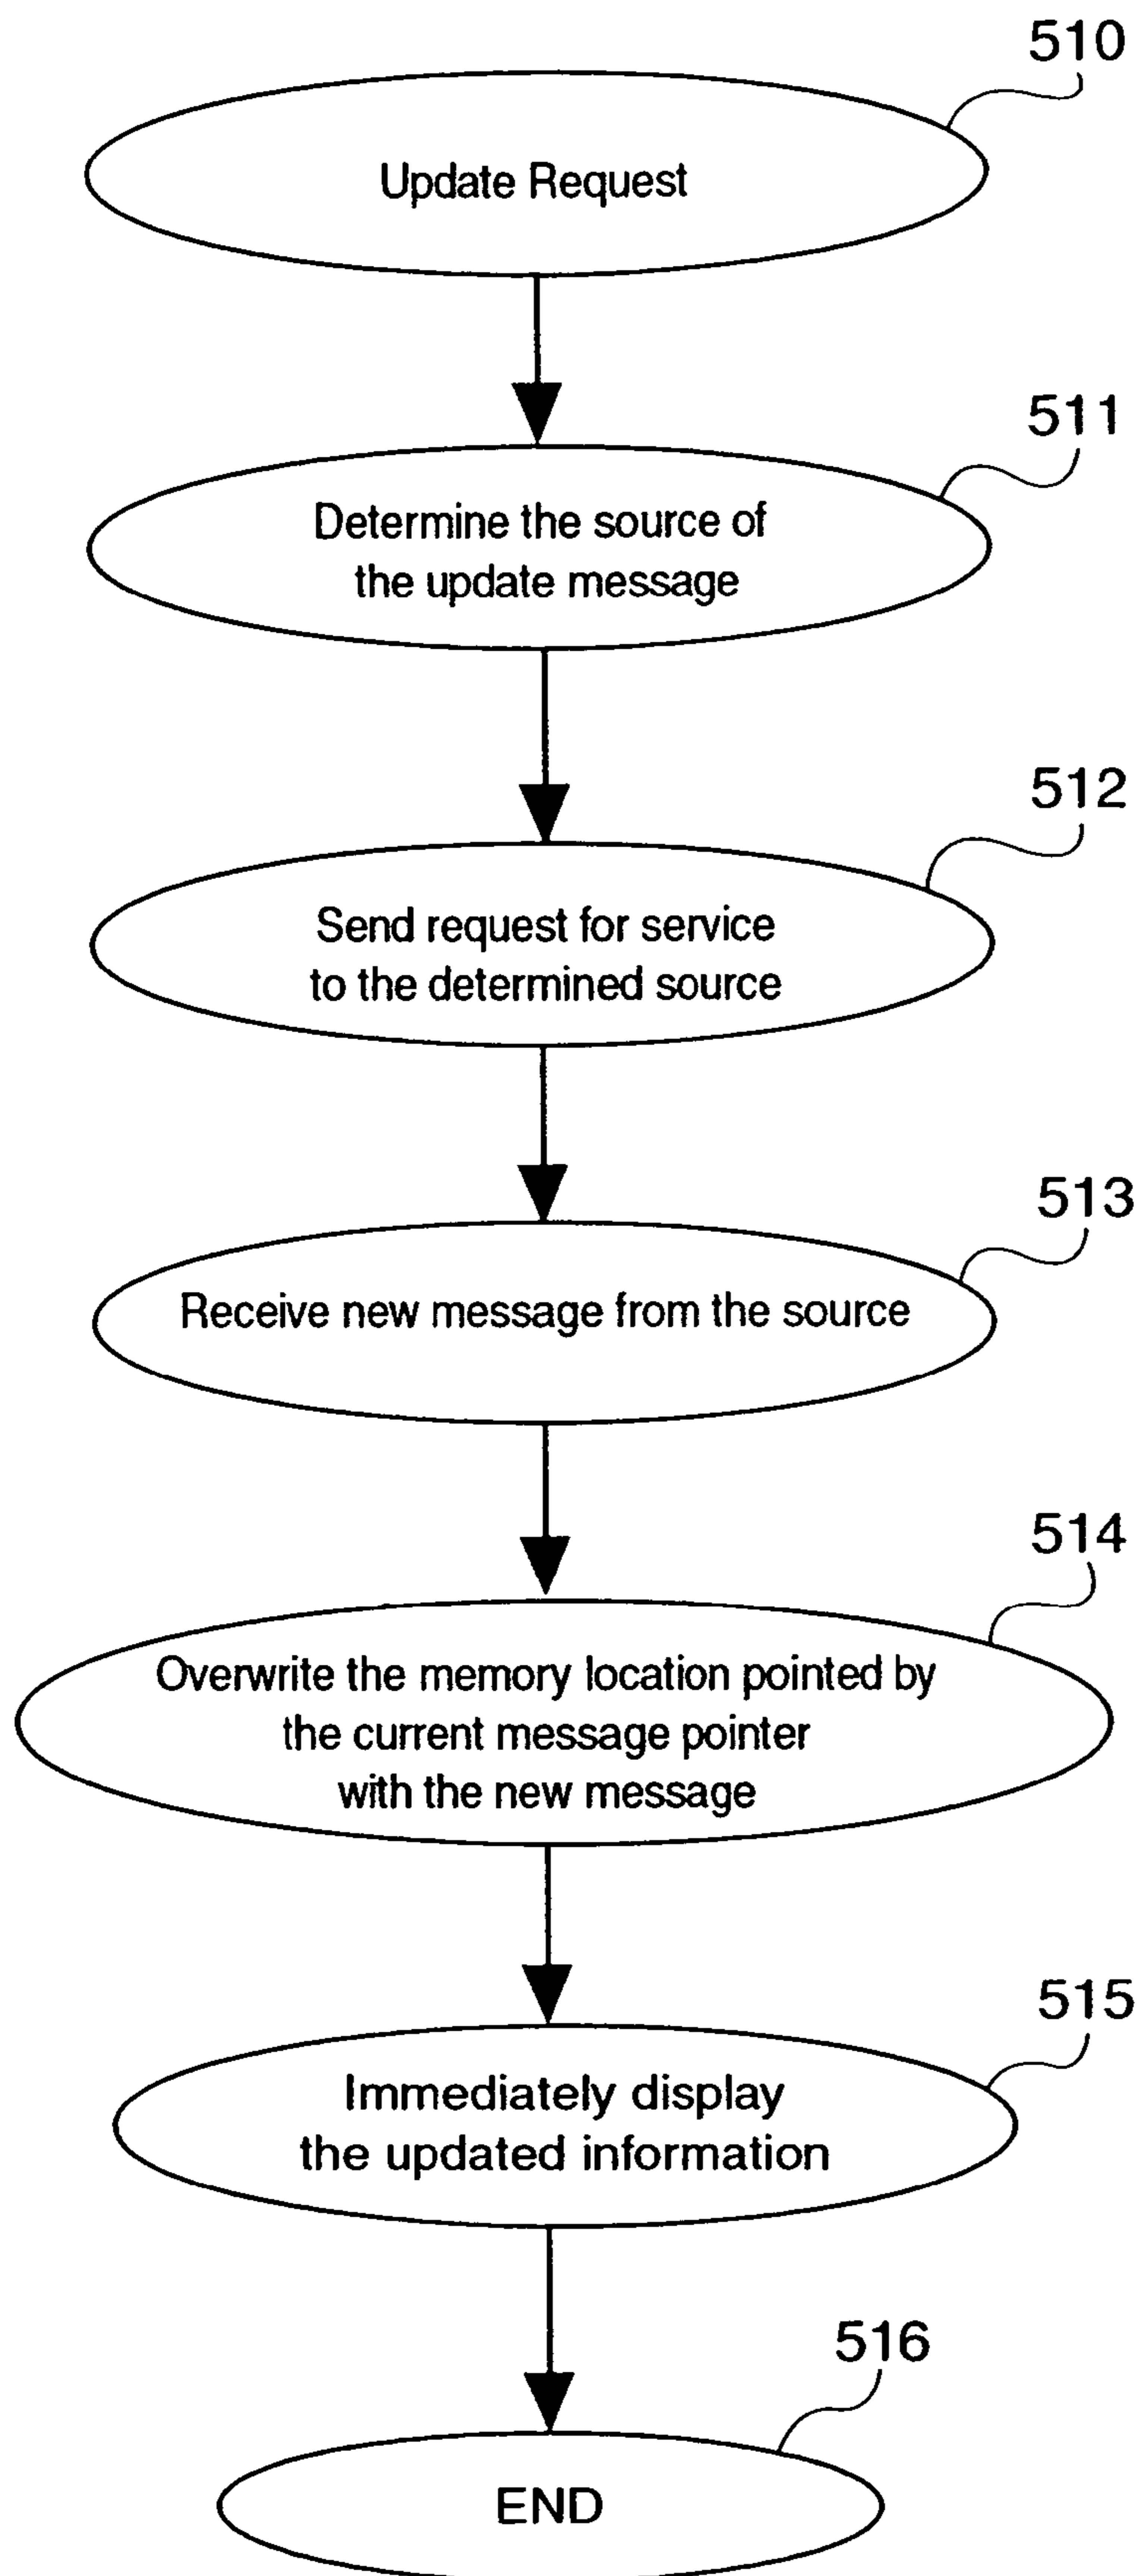 510
Update Request
511
Determine the source of
the update message
512
Send request for service
to the determined source
513
Receive new message from the source
514
Overwrite the memory location pointed by
the current message pointer
with the new message
515
Immediately display
the updated information
516
END